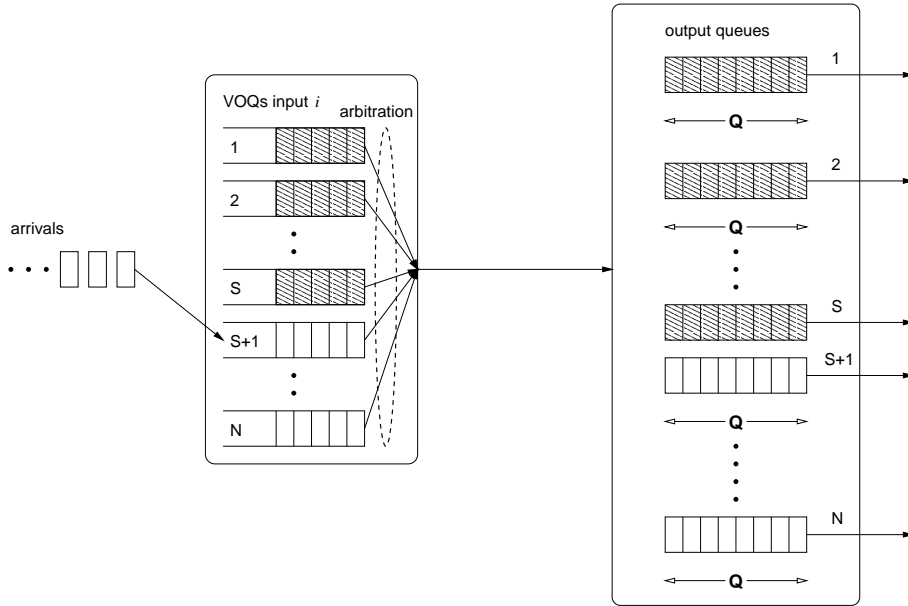 output queues
1
Q
2
Q
S
S+1
Q
N
Q
VOQs input i
arbitration
1
2
S
S+1
N
arrivals